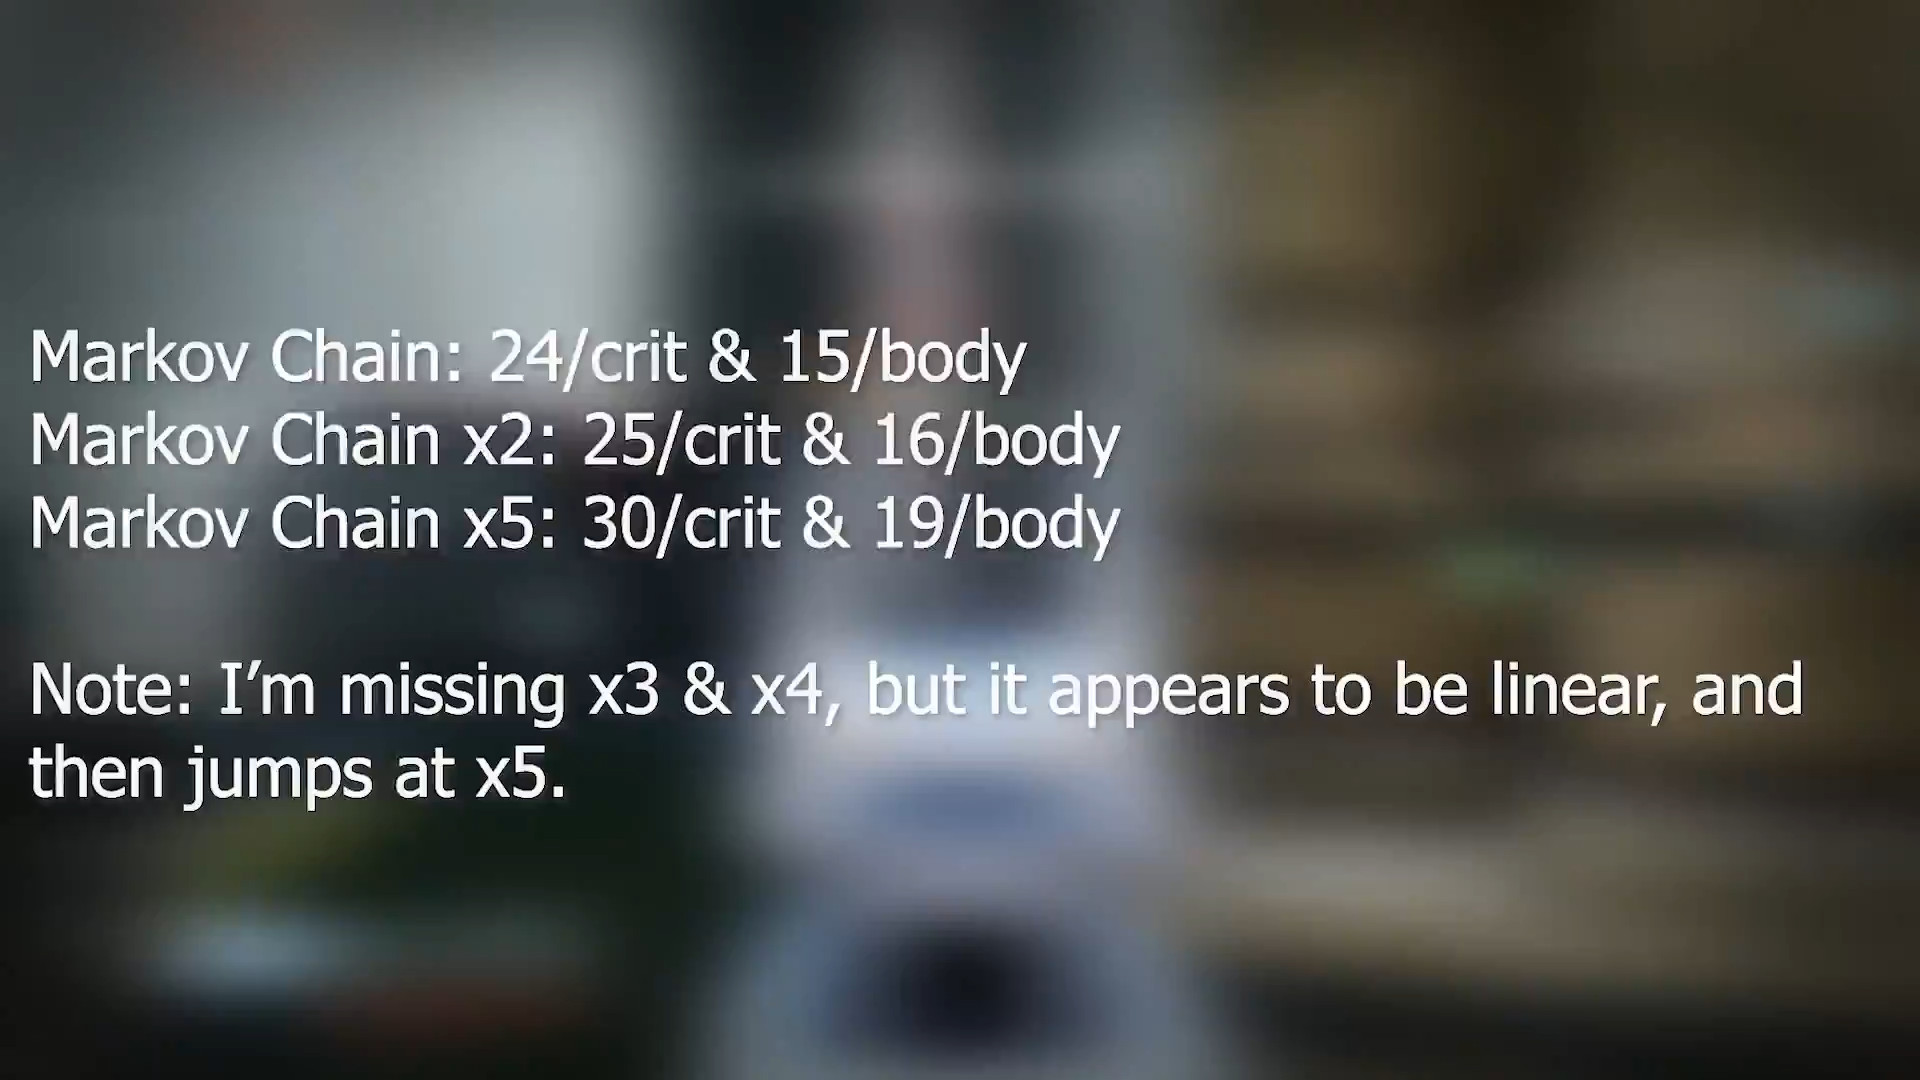 Markov Chain: 24/crit & 15/body
Markov Chain x2: 25/crit & 16/body
Markov Chain x5: 30/crit & 19/body
Note: I’m missing x3 & x4, but it appears to be linear, and
then jumps at x5.